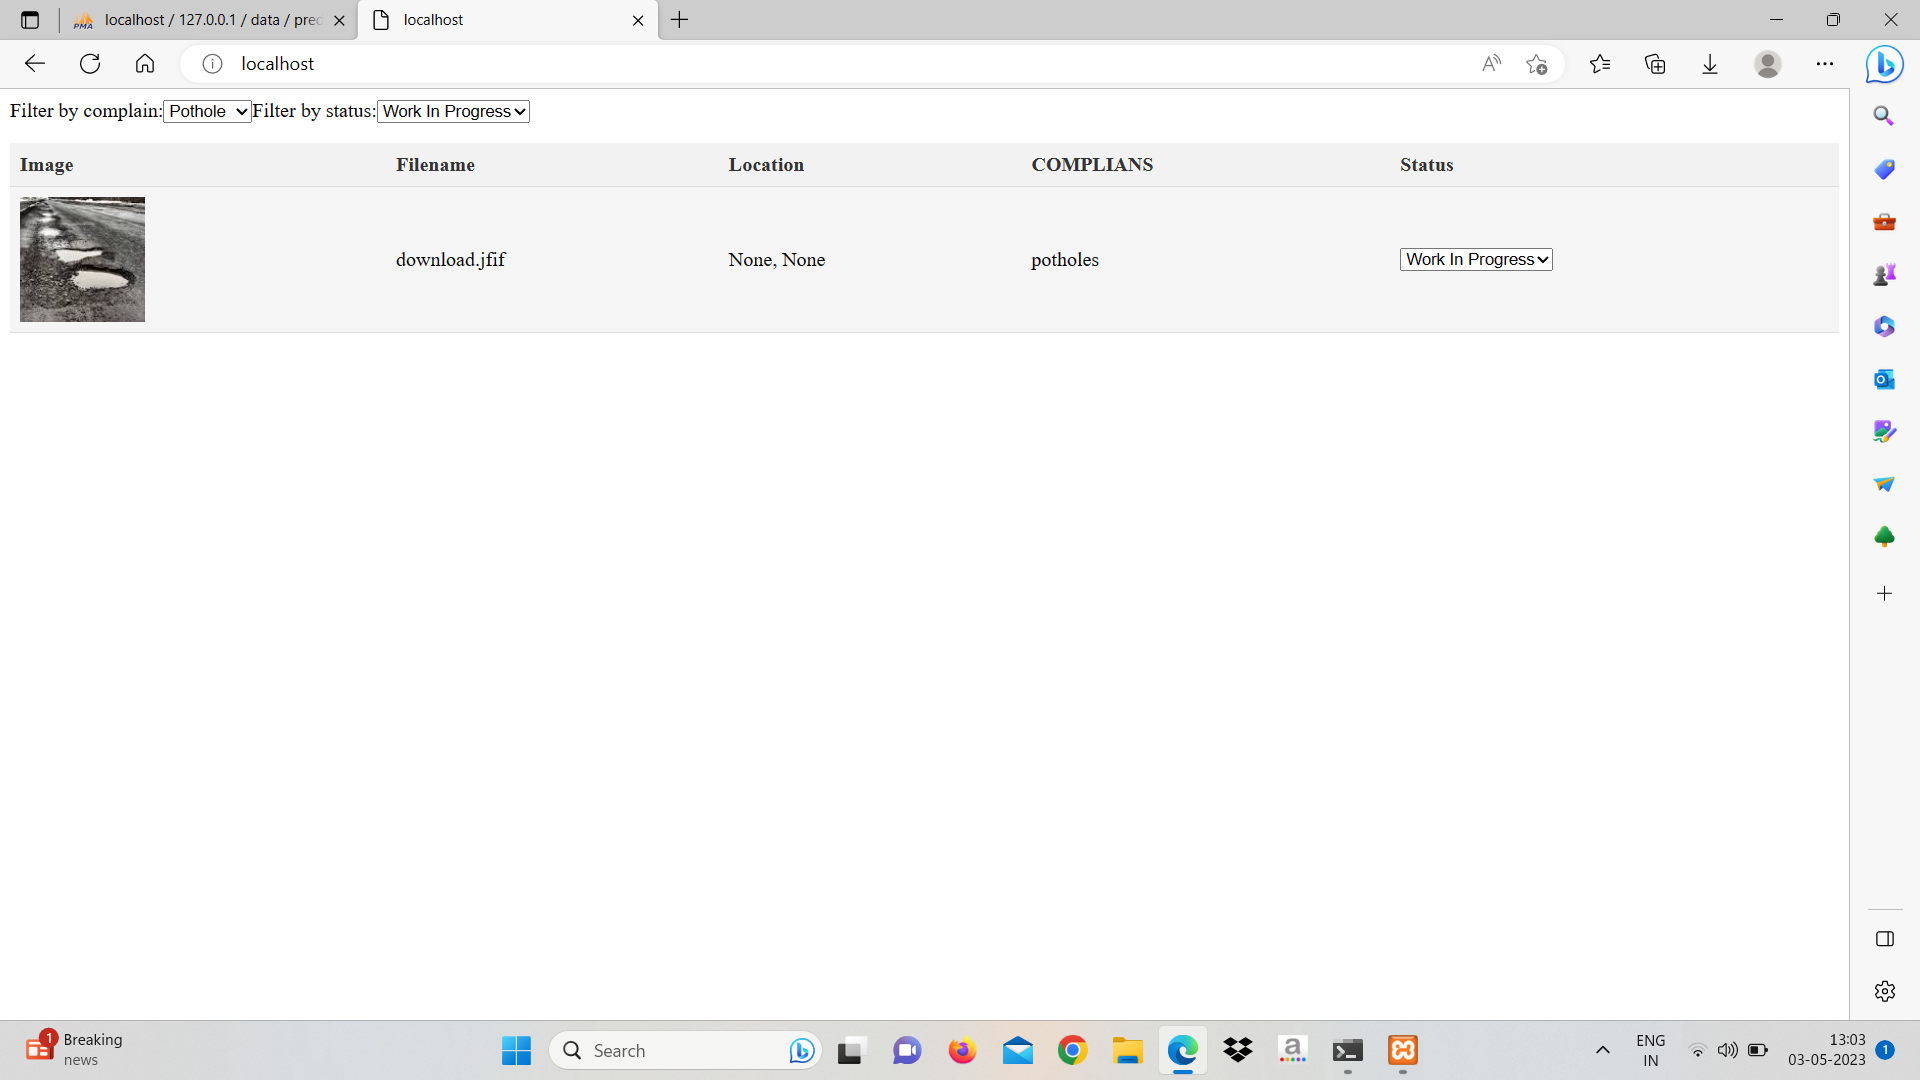 localhost / 127.0.0.1 / data / prec
localhost
localhost
Filter by complain: Pothole Filter by status: Work In Progress
Image Filename Location COMPLIANS Status
download.jfif None, None potholes Work In Progress
Breaking
news
Search
ENG
IN
13:03
03-05-2023